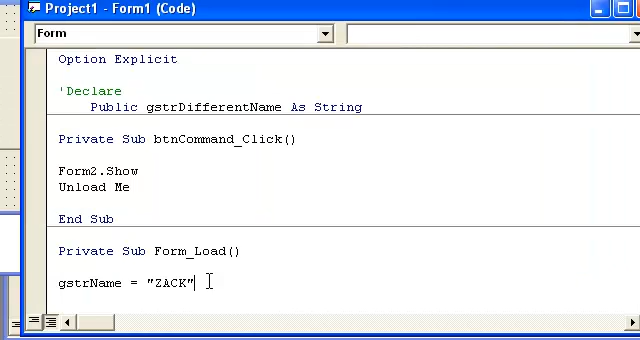 Project1 - Form1 (Code)
Form
Option Explicit
'Declare
Public gstrDifferentName As String
Private Sub btnCommand_Click()
Form2.Show
Unload Me
End Sub
Private Sub Form_Load()
gstrName = "ZACK"